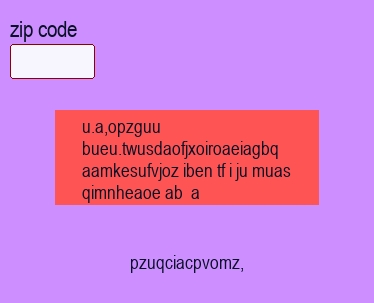 zip code
u.a,opzguu
bueu.twusdaofjxoiroaeiagbq
aamkesufvjoz iben tf i ju muas
qimnheaoe ab  a
pzuqciacpvomz,